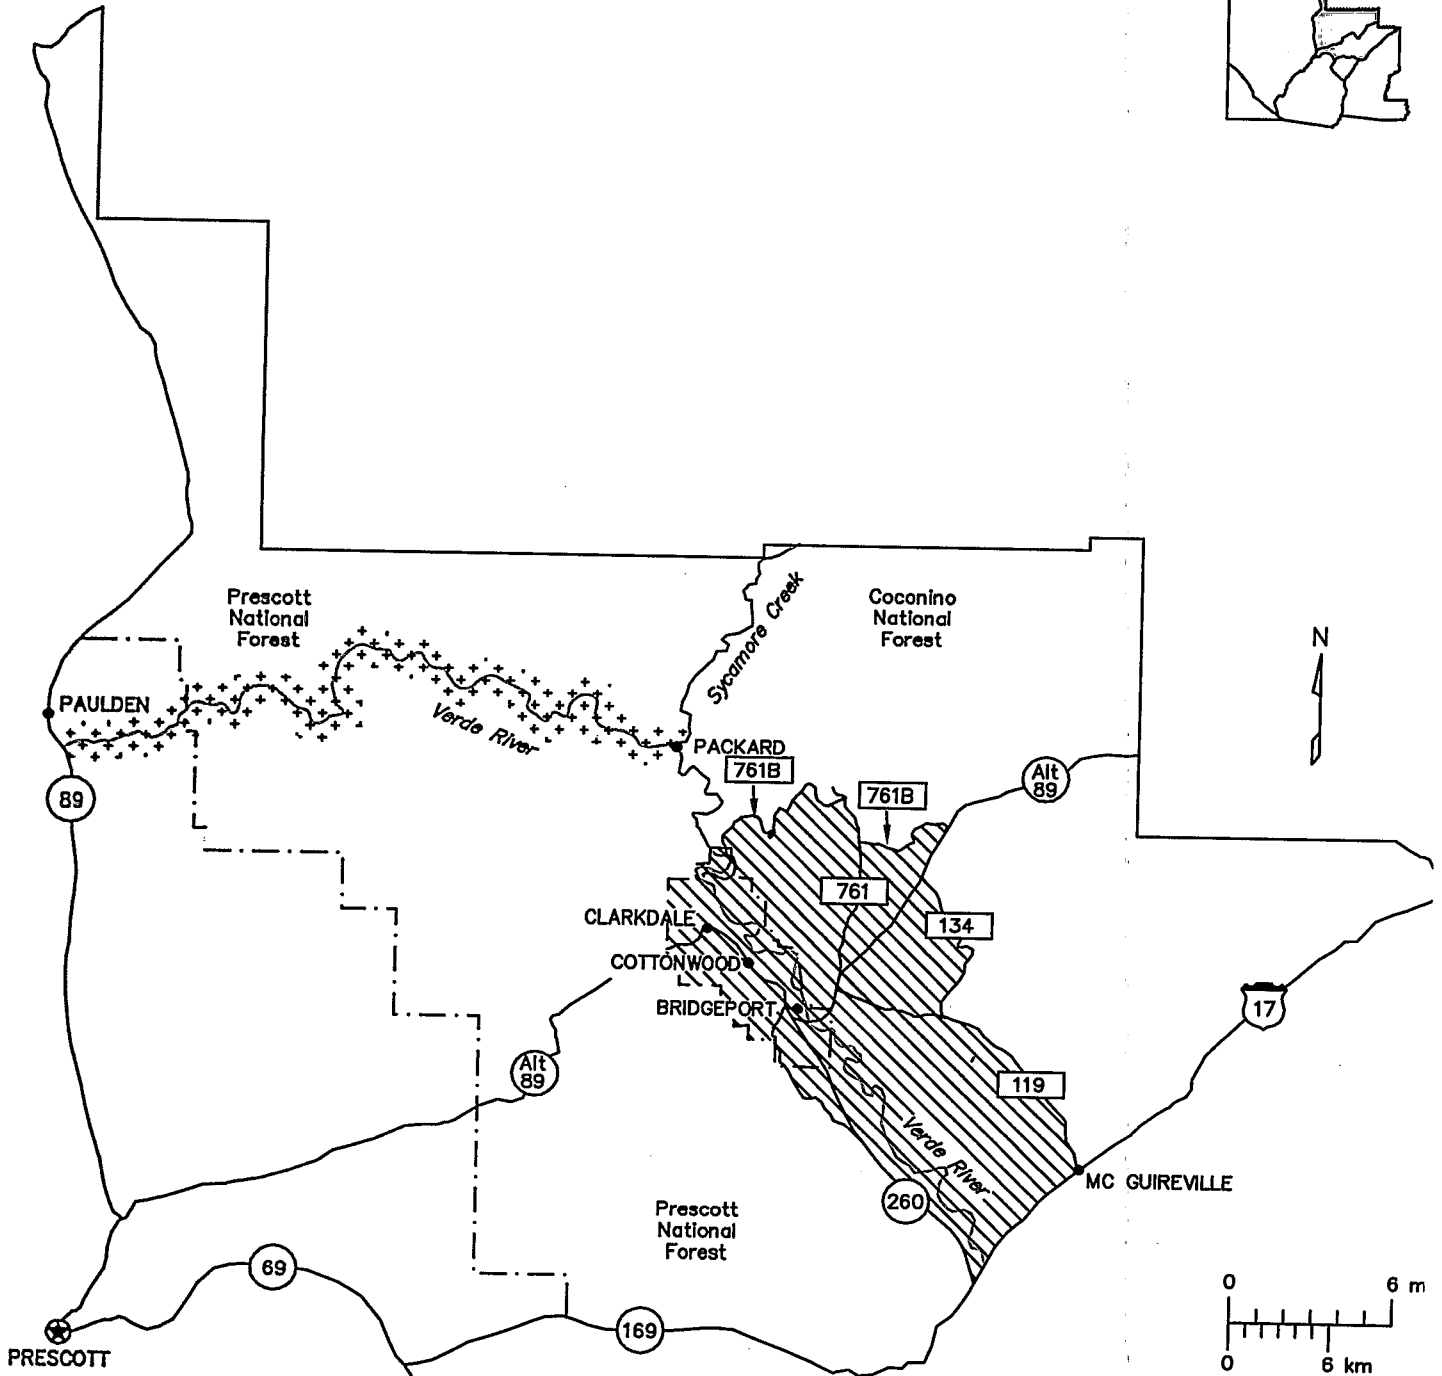 Prescott
National
Forest
Coconino
National
Forest
Sycamore Creek
N
PAULDEN
Verde River
PACKARD
761B
761B
Alt
89
89
761
134
CLARKDALE
COTTONWOOD
BRIDGEPORT
17
Alt
89
119
Verde River
MC GUIREVILLE
260
Prescott
National
Forest
69
169
PRESCOTT
0 6 m
0 6 km